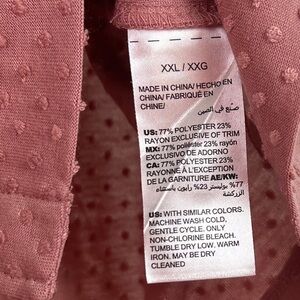 XXL / XXG
MADE IN CHINA/ HECHO EN
CHINA/ FABRIQUÉ EN
CHINE/
صنع في الصين
US: 77% POLYESTER 23%
RAYON EXCLUSIVE OF TRIM
MX: 77% poliéster 23% rayón
EXCLUSIVO DE ADORNO
CA: 77% POLYESTER 23%
RAYONNE À L'EXCEPTION
DE LA GARNITURE AE/KW:
77% بوليستر 23% رايون باستثناء
الزركشة
US: WITH SIMILAR COLORS.
MACHINE WASH COLD,
GENTLE CYCLE. ONLY
NON-CHLORINE BLEACH.
TUMBLE DRY LOW. WARM
IRON. MAY BE DRY
CLEANED